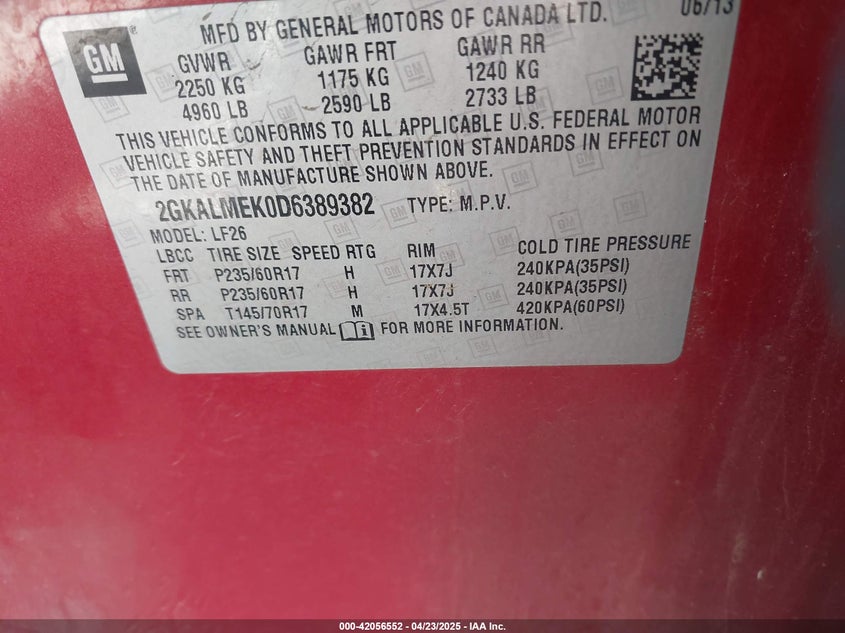 MFD BY GENERAL MOTORS OF CANADA LTD. 06/13
GM
GVWR GAWR FRT GAWR RR
2250 KG 1175 KG 1240 KG
4960 LB 2590 LB 2733 LB
THIS VEHICLE CONFORMS TO ALL APPLICABLE U.S. FEDERAL MOTOR
VEHICLE SAFETY AND THEFT PREVENTION STANDARDS IN EFFECT ON
THE DATE OF MANUFACTURE SHOWN ABOVE.
2GKALMEK0D6389382 TYPE: M.P.V.
MODEL: LF26
LBCC TIRE SIZE SPEED RTG RIM COLD TIRE PRESSURE
FRT P235/60R17 H 17X7J 240KPA(35PSI)
RR P235/60R17 H 17X7J 240KPA(35PSI)
SPA T145/70R17 M 17X4.5T 420KPA(60PSI)
SEE OWNER'S MANUAL FOR MORE INFORMATION.
000-42056552 | 04/23/2025 - IAA Inc.